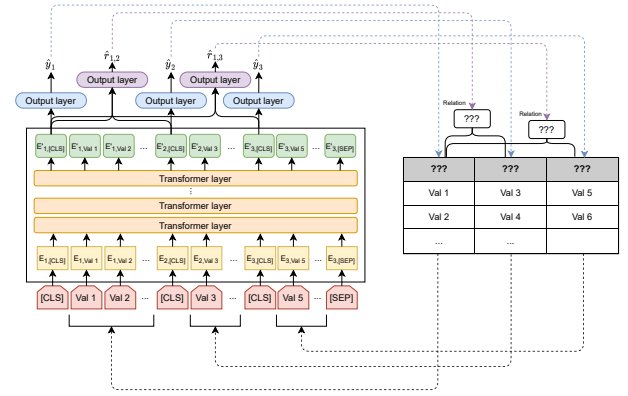 ŷ₁ r̂₁,₂ ŷ₂ r̂₁,₃ ŷ₃
Output layer Output layer
Output layer Output layer Output layer
E'1,[CLS] E'1,Val 1 E'1,Val 2 ... E'2,[CLS] E'2,Val 3 ... E'3,[CLS] E'3,Val 5 ... E'3,[SEP]
Transformer layer
...
Transformer layer
Transformer layer
E1,[CLS] E1,Val 1 E1,Val 2 ... E2,[CLS] E2,Val 3 ... E3,[CLS] E3,Val 5 ... E3,[SEP]
[CLS] Val 1 Val 2 ... [CLS] Val 3 ... [CLS] Val 5 ... [SEP]
Relation
???
Relation
???
??? ??? ???
Val 1 Val 3 Val 5
Val 2 Val 4 Val 6
... ...